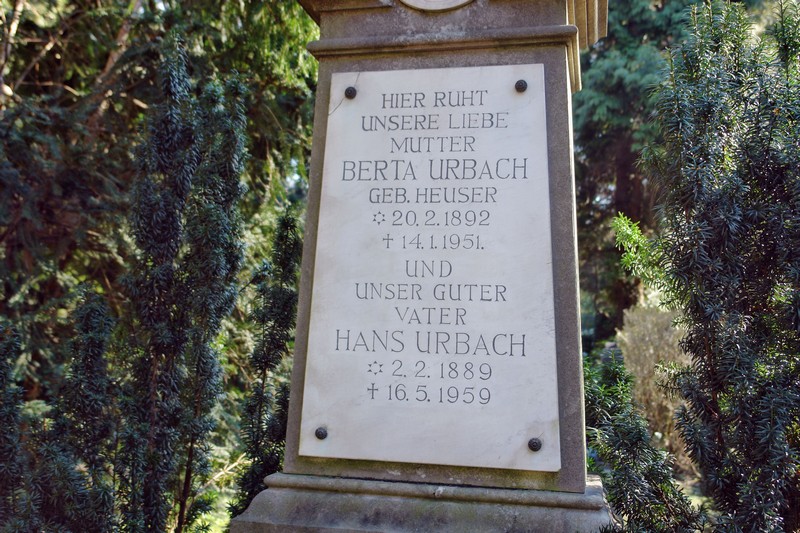 HIER RUHT
UNSERE LIEBE
MUTTER
BERTA URBACH
GEB. HEUSER
✡ 20. 2. 1892
† 14. 1. 1951.
UND
UNSER GUTER
VATER
HANS URBACH
✡ 2. 2. 1889
† 16. 5. 1959